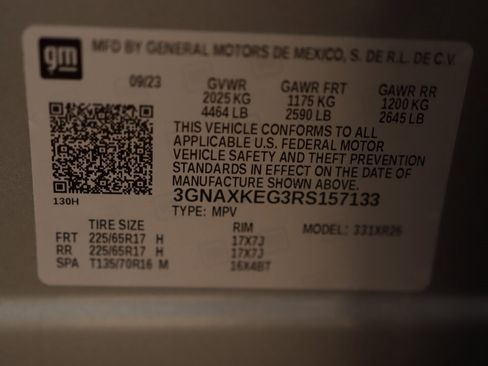 gm MFD BY GENERAL MOTORS DE MEXICO, S. DE R.L. DE C.V.
09/23 GVWR GAWR FRT GAWR RR
2025 KG 1175 KG 1200 KG
4464 LB 2590 LB 2645 LB
THIS VEHICLE CONFORMS TO ALL
APPLICABLE U.S. FEDERAL MOTOR
VEHICLE SAFETY AND THEFT PREVENTION
STANDARDS IN EFFECT ON THE DATE OF
MANUFACTURE SHOWN ABOVE.
130H 3GNAXKEG3RS157133
TYPE: MPV
TIRE SIZE RIM MODEL: 331XR26
FRT 225/65R17 H 17X7J
RR 225/65R17 H 17X7J
SPA T135/70R16 M 16X4BT